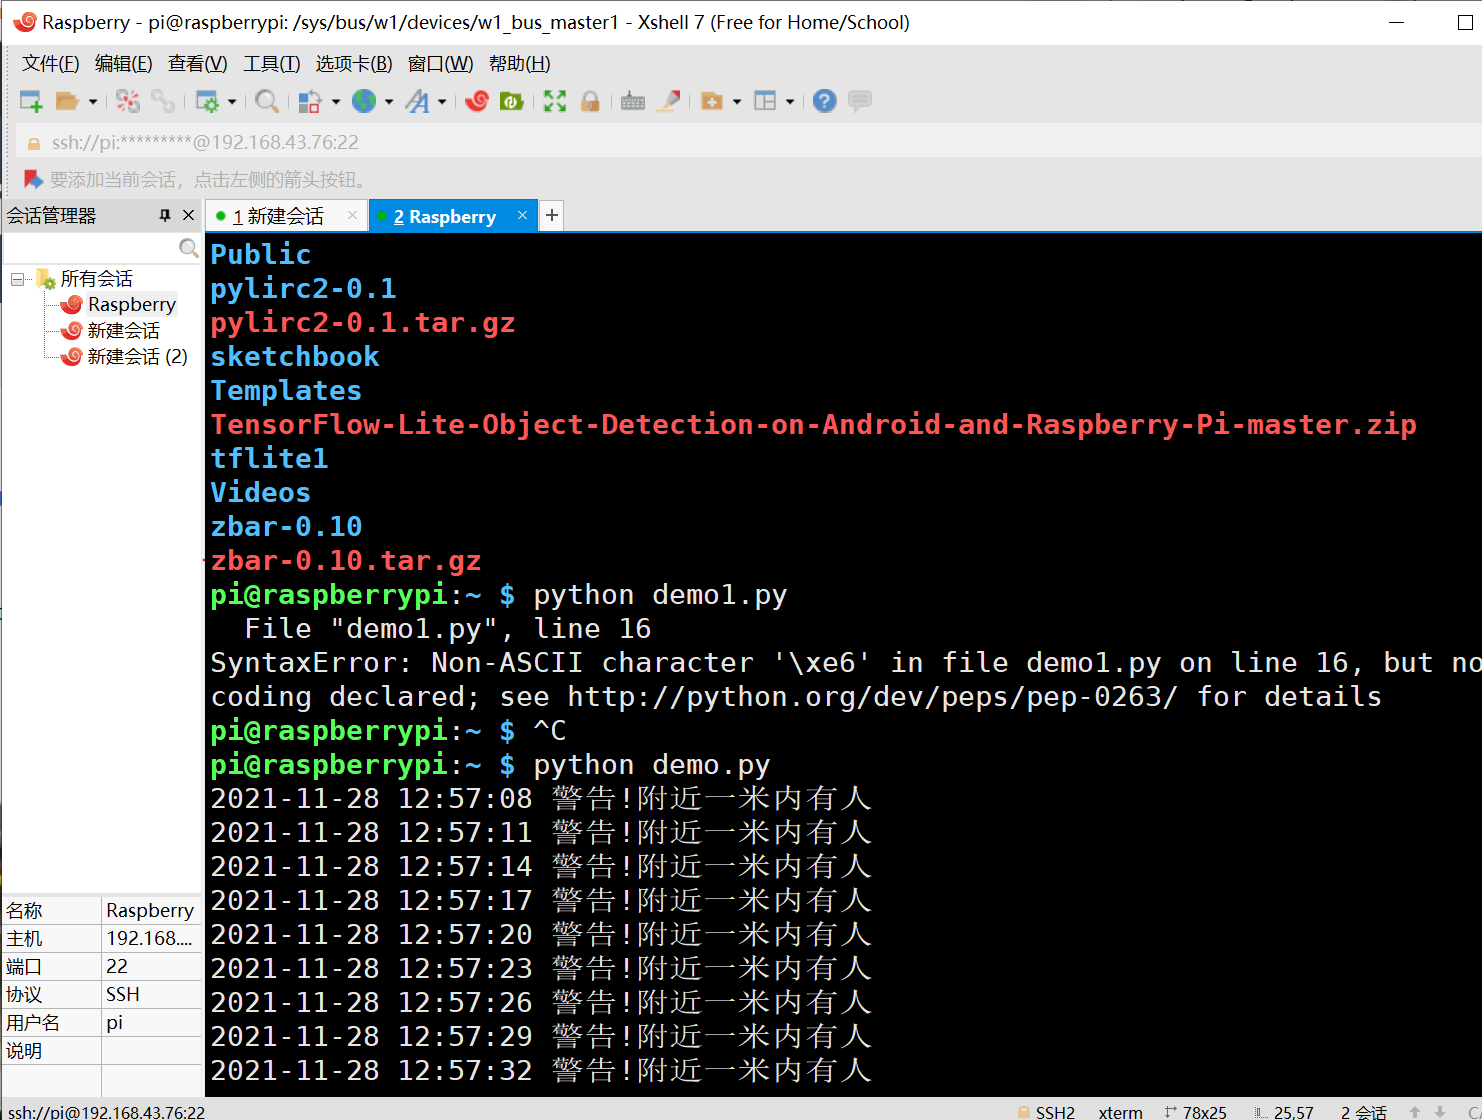 Raspberry - pi@raspberrypi: /sys/bus/w1/devices/w1_bus_master1 - Xshell 7 (Free for Home/School)
文件(F) 编辑(E) 查看(V) 工具(T) 选项卡(B) 窗口(W) 帮助(H)
ssh://pi:*********@192.168.43.76:22
要添加当前会话，点击左侧的箭头按钮。
会话管理器
1 新建会话
2 Raspberry
所有会话
Raspberry
新建会话
新建会话 (2)
Public
pylirc2-0.1
pylirc2-0.1.tar.gz
sketchbook
Templates
TensorFlow-Lite-Object-Detection-on-Android-and-Raspberry-Pi-master.zip
tflite1
Videos
zbar-0.10
zbar-0.10.tar.gz
pi@raspberrypi:~ $ python demo1.py
File "demo1.py", line 16
SyntaxError: Non-ASCII character '\xe6' in file demo1.py on line 16, but no
coding declared; see http://python.org/dev/peps/pep-0263/ for details
pi@raspberrypi:~ $ ^C
pi@raspberrypi:~ $ python demo.py
2021-11-28 12:57:08 警告!附近一米内有人
2021-11-28 12:57:11 警告!附近一米内有人
2021-11-28 12:57:14 警告!附近一米内有人
2021-11-28 12:57:17 警告!附近一米内有人
2021-11-28 12:57:20 警告!附近一米内有人
2021-11-28 12:57:23 警告!附近一米内有人
2021-11-28 12:57:26 警告!附近一米内有人
2021-11-28 12:57:29 警告!附近一米内有人
2021-11-28 12:57:32 警告!附近一米内有人
名称 Raspberry
主机 192.168....
端口 22
协议 SSH
用户名 pi
说明
ssh://pi@192.168.43.76:22 SSH2 xterm 78x25 25,57 2 会话